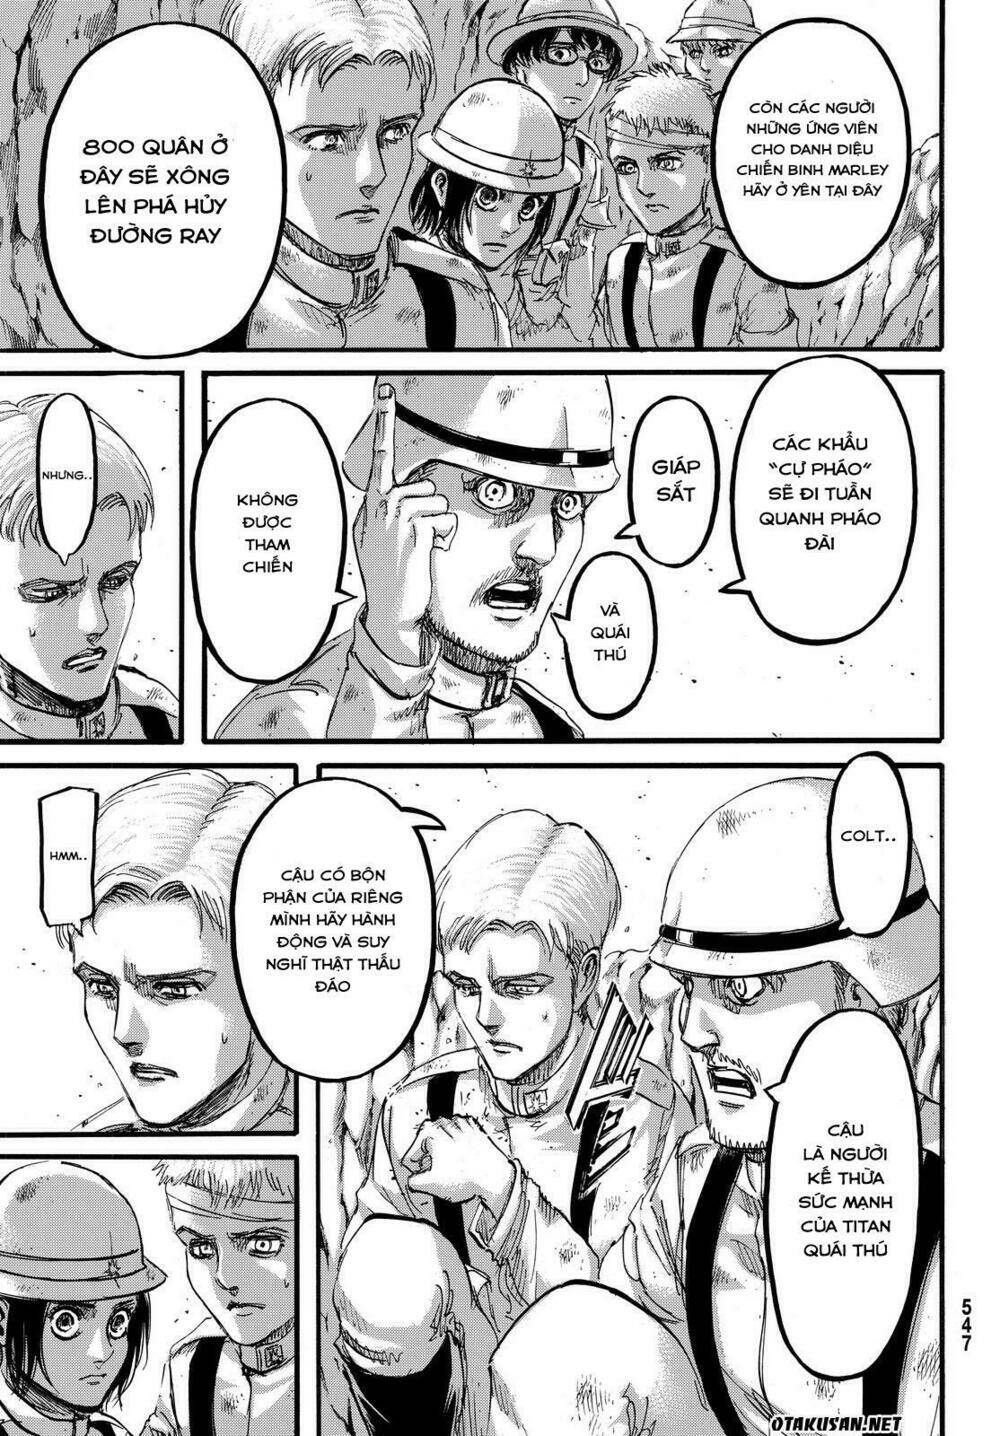 CÒN CÁC NGƯỜI
NHỮNG ỨNG VIÊN
CHO DANH DIỆU
CHIẾN BINH MARLEY
HÃY Ở YÊN TẠI ĐÂY
800 QUÂN Ở
ĐÂY SẼ XÔNG
LÊN PHÁ HỦY
ĐƯỜNG RAY
CÁC KHẨU
"CỰ PHÁO"
SẼ ĐI TUẦN
QUANH PHÁO
ĐÀI
GIÁP
SẮT
VÀ
QUÁI
THÚ
KHÔNG
ĐƯỢC
THAM
CHIẾN
NHƯNG..
COLT..
CẬU
LÀ NGƯỜI
KẾ THỪA
SỨC MẠNH
CỦA TITAN
QUÁI THÚ
CẬU CÓ BỘN
PHẬN CỦA RIÊNG
MÌNH HÃY HÀNH
ĐỘNG VÀ SUY
NGHĨ THẬT THẤU
ĐÁO
HMM..
547
OTAKUSAN.NET